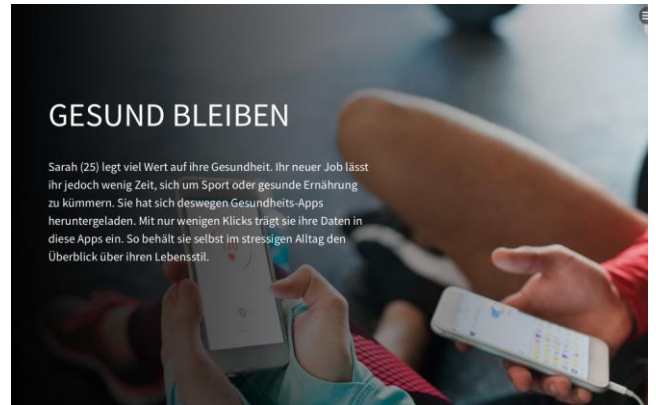 GESUND BLEIBEN
Sarah (25) legt viel Wert auf ihre Gesundheit. Ihr neuer Job lässt
ihr jedoch wenig Zeit, sich um Sport oder gesunde Ernährung
zu kümmern. Sie hat sich deswegen Gesundheits-Apps
heruntergeladen. Mit nur wenigen Klicks trägt sie ihre Daten in
diese Apps ein. So behält sie selbst im stressigen Alltag den
Überblick über ihren Lebensstil.